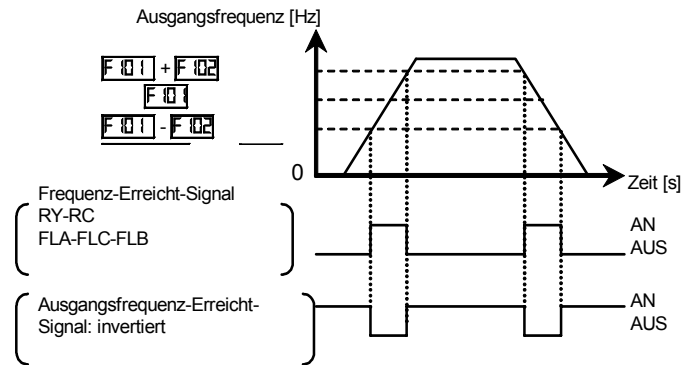 Ausgangsfrequenz [Hz]
F101 + F102
F101
F101 - F102
0
Zeit [s]
Frequenz-Erreicht-Signal
RY-RC
FLA-FLC-FLB
AN
AUS
Ausgangsfrequenz-Erreicht-
Signal: invertiert
AN
AUS